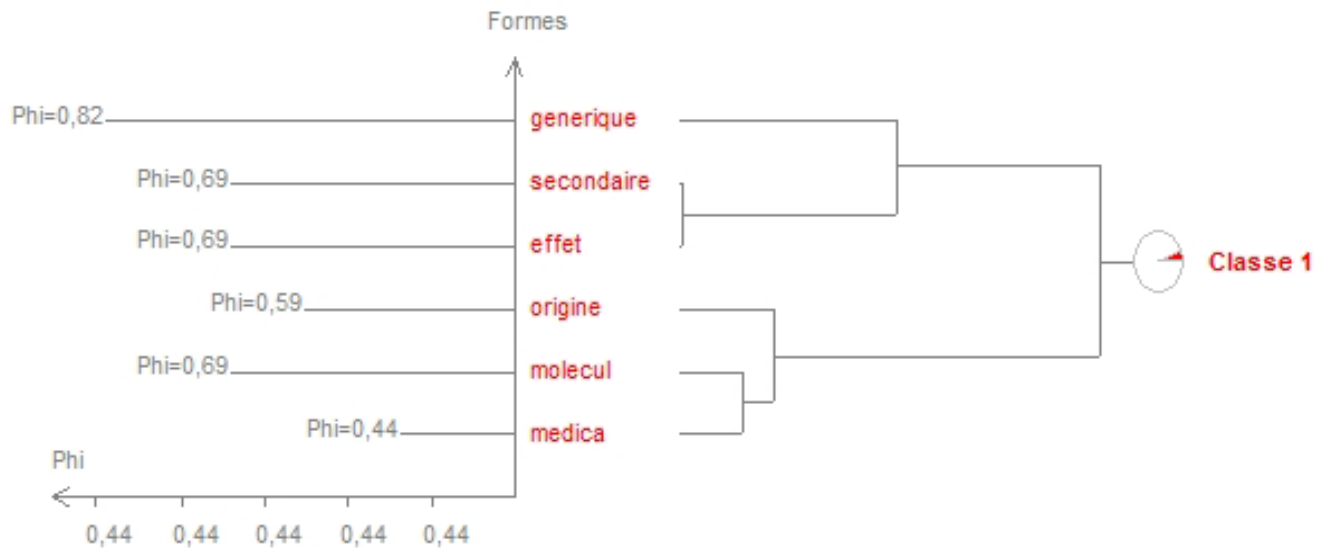 Formes
Phi=0,82 generique
Phi=0,69 secondaire
Phi=0,69 effet
Classe 1
Phi=0,59 origine
Phi=0,69 molecul
Phi=0,44 medica
Phi
0,44 0,44 0,44 0,44 0,44